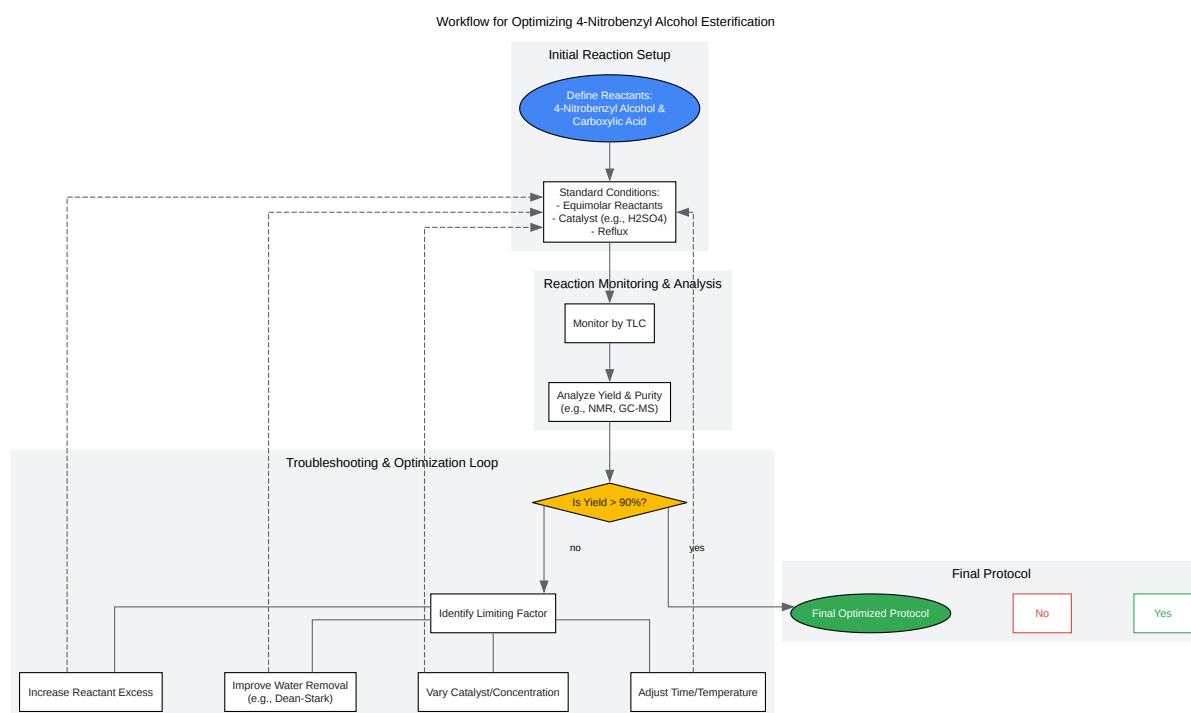 Workflow for Optimizing 4-Nitrobenzyl Alcohol Esterification
Initial Reaction Setup
Define Reactants:
4-Nitrobenzyl Alcohol &
Carboxylic Acid
Standard Conditions:
- Equimolar Reactants
- Catalyst (e.g., H2SO4)
- Reflux
Reaction Monitoring & Analysis
Monitor by TLC
Analyze Yield & Purity
(e.g., NMR, GC-MS)
Troubleshooting & Optimization Loop
Is Yield > 90%?
no
yes
Final Protocol
Identify Limiting Factor
Final Optimized Protocol
No
Yes
Increase Reactant Excess
Improve Water Removal
(e.g., Dean-Stark)
Vary Catalyst/Concentration
Adjust Time/Temperature